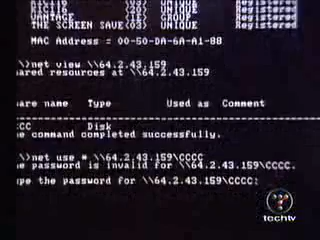 <20> UNIQUE Registered
VANTAGE <1E> GROUP Registered
THE SCREEN SAVE<03> UNIQUE Registered
MAC Address = 00-50-DA-6A-A1-88
\>net view \\64.2.43.159
ared resources at \\64.2.43.159
are name Type Used as Comment
CCC Disk
e command completed successfully.
\>net use * \\64.2.43.159\CCCC
e password is invalid for \\64.2.43.159\CCCC.
pe the password for \\64.2.43.159\CCCC:
techtv